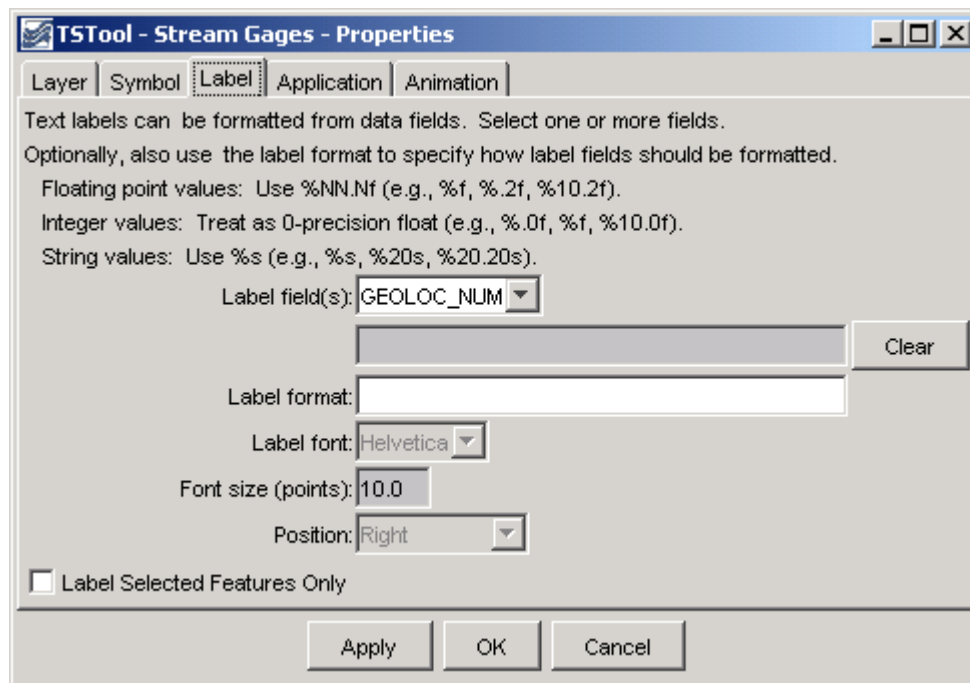 TSTool - Stream Gages - Properties
Layer Symbol Label Application Animation
Text labels can be formatted from data fields. Select one or more fields.
Optionally, also use the label format to specify how label fields should be formatted.
Floating point values: Use %NN.Nf (e.g., %f, %.2f, %10.2f).
Integer values: Treat as 0-precision float (e.g., %.0f, %f, %10.0f).
String values: Use %s (e.g., %s, %20s, %20.20s).
Label field(s): GEOLOC_NUM
Clear
Label format:
Label font: Helvetica
Font size (points): 10.0
Position: Right
Label Selected Features Only
Apply OK Cancel